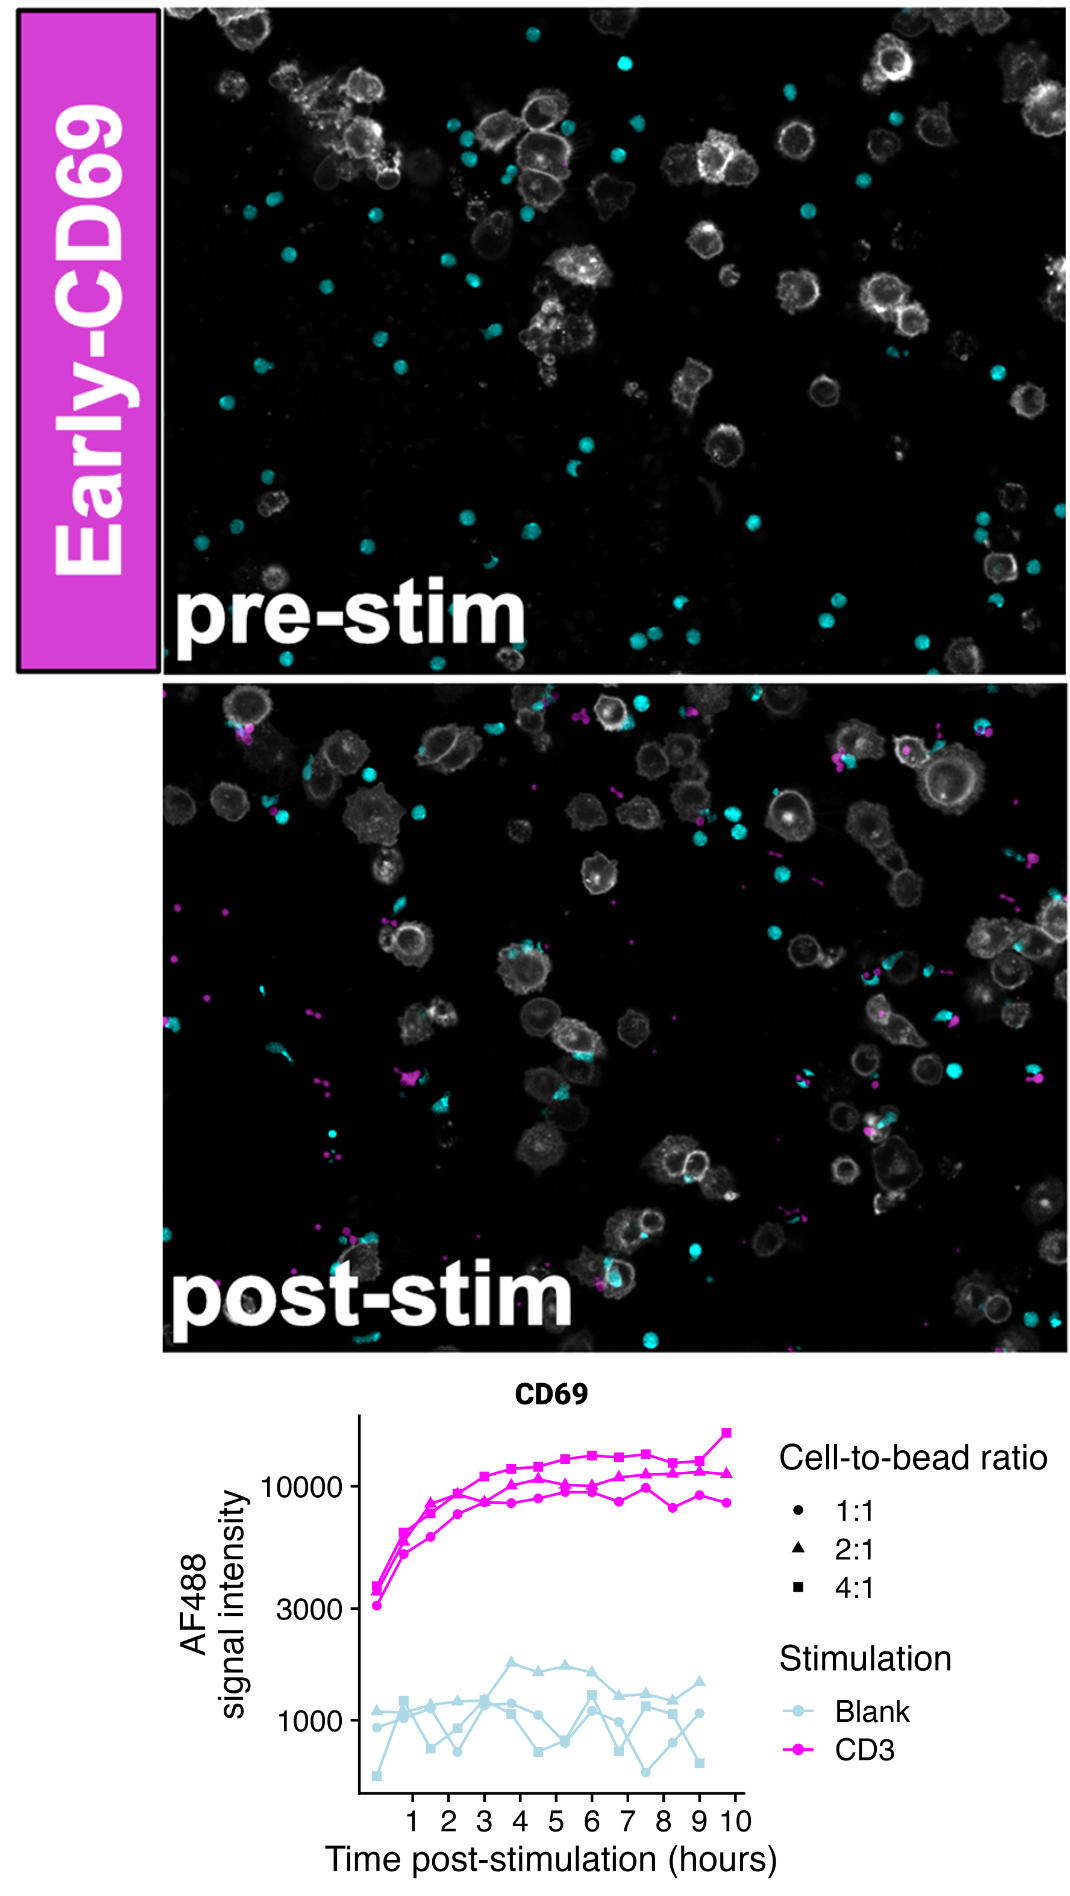 Early-CD69
pre-stim
post-stim
CD69
AF488
signal intensity
10000
3000
1000
1 2 3 4 5 6 7 8 9 10
Time post-stimulation (hours)
Cell-to-bead ratio
1:1
2:1
4:1
Stimulation
Blank
CD3